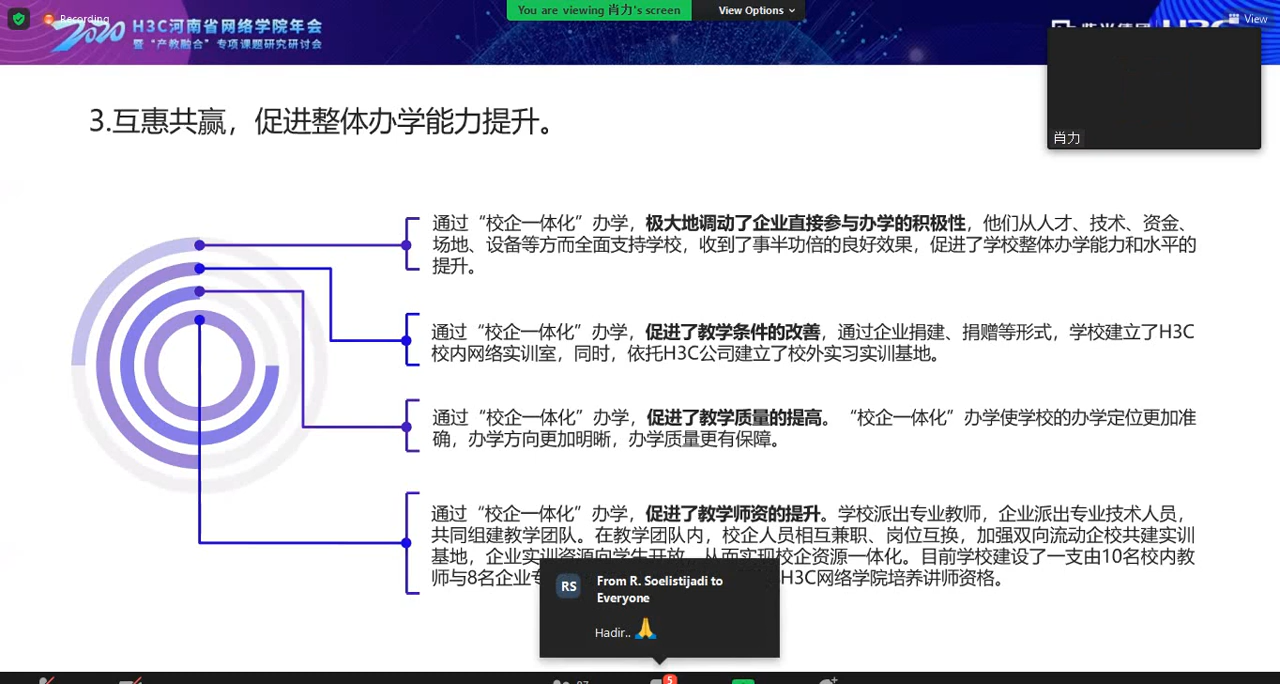 Recording
You are viewing 肖力's screen
View Options
View
2020 H3C河南省网络学院年会
暨“产教融合”专项课题研究研讨会
肖力
3.互惠共赢，促进整体办学能力提升。
通过“校企一体化”办学，极大地调动了企业直接参与办学的积极性，他们从人才、技术、资金、
场地、设备等方而全面支持学校，收到了事半功倍的良好效果，促进了学校整体办学能力和水平的
提升。
通过“校企一体化”办学，促进了教学条件的改善，通过企业捐建、捐赠等形式，学校建立了H3C
校内网络实训室，同时，依托H3C公司建立了校外实习实训基地。
通过“校企一体化”办学，促进了教学质量的提高。“校企一体化”办学使学校的办学定位更加准
确，办学方向更加明晰，办学质量更有保障。
通过“校企一体化”办学，促进了教学师资的提升。学校派出专业教师，企业派出专业技术人员，
共同组建教学团队。在教学团队内，校企人员相互兼职、岗位互换，加强双向流动企校共建实训
基地，企业实训资源向学生开放，从而实现校企资源一体化。目前学校建设了一支由10名校内教
师与8名企业专 H3C网络学院培养讲师资格。
RS
From R. Soelistijadi to
Everyone
Hadir.. 🙏
5